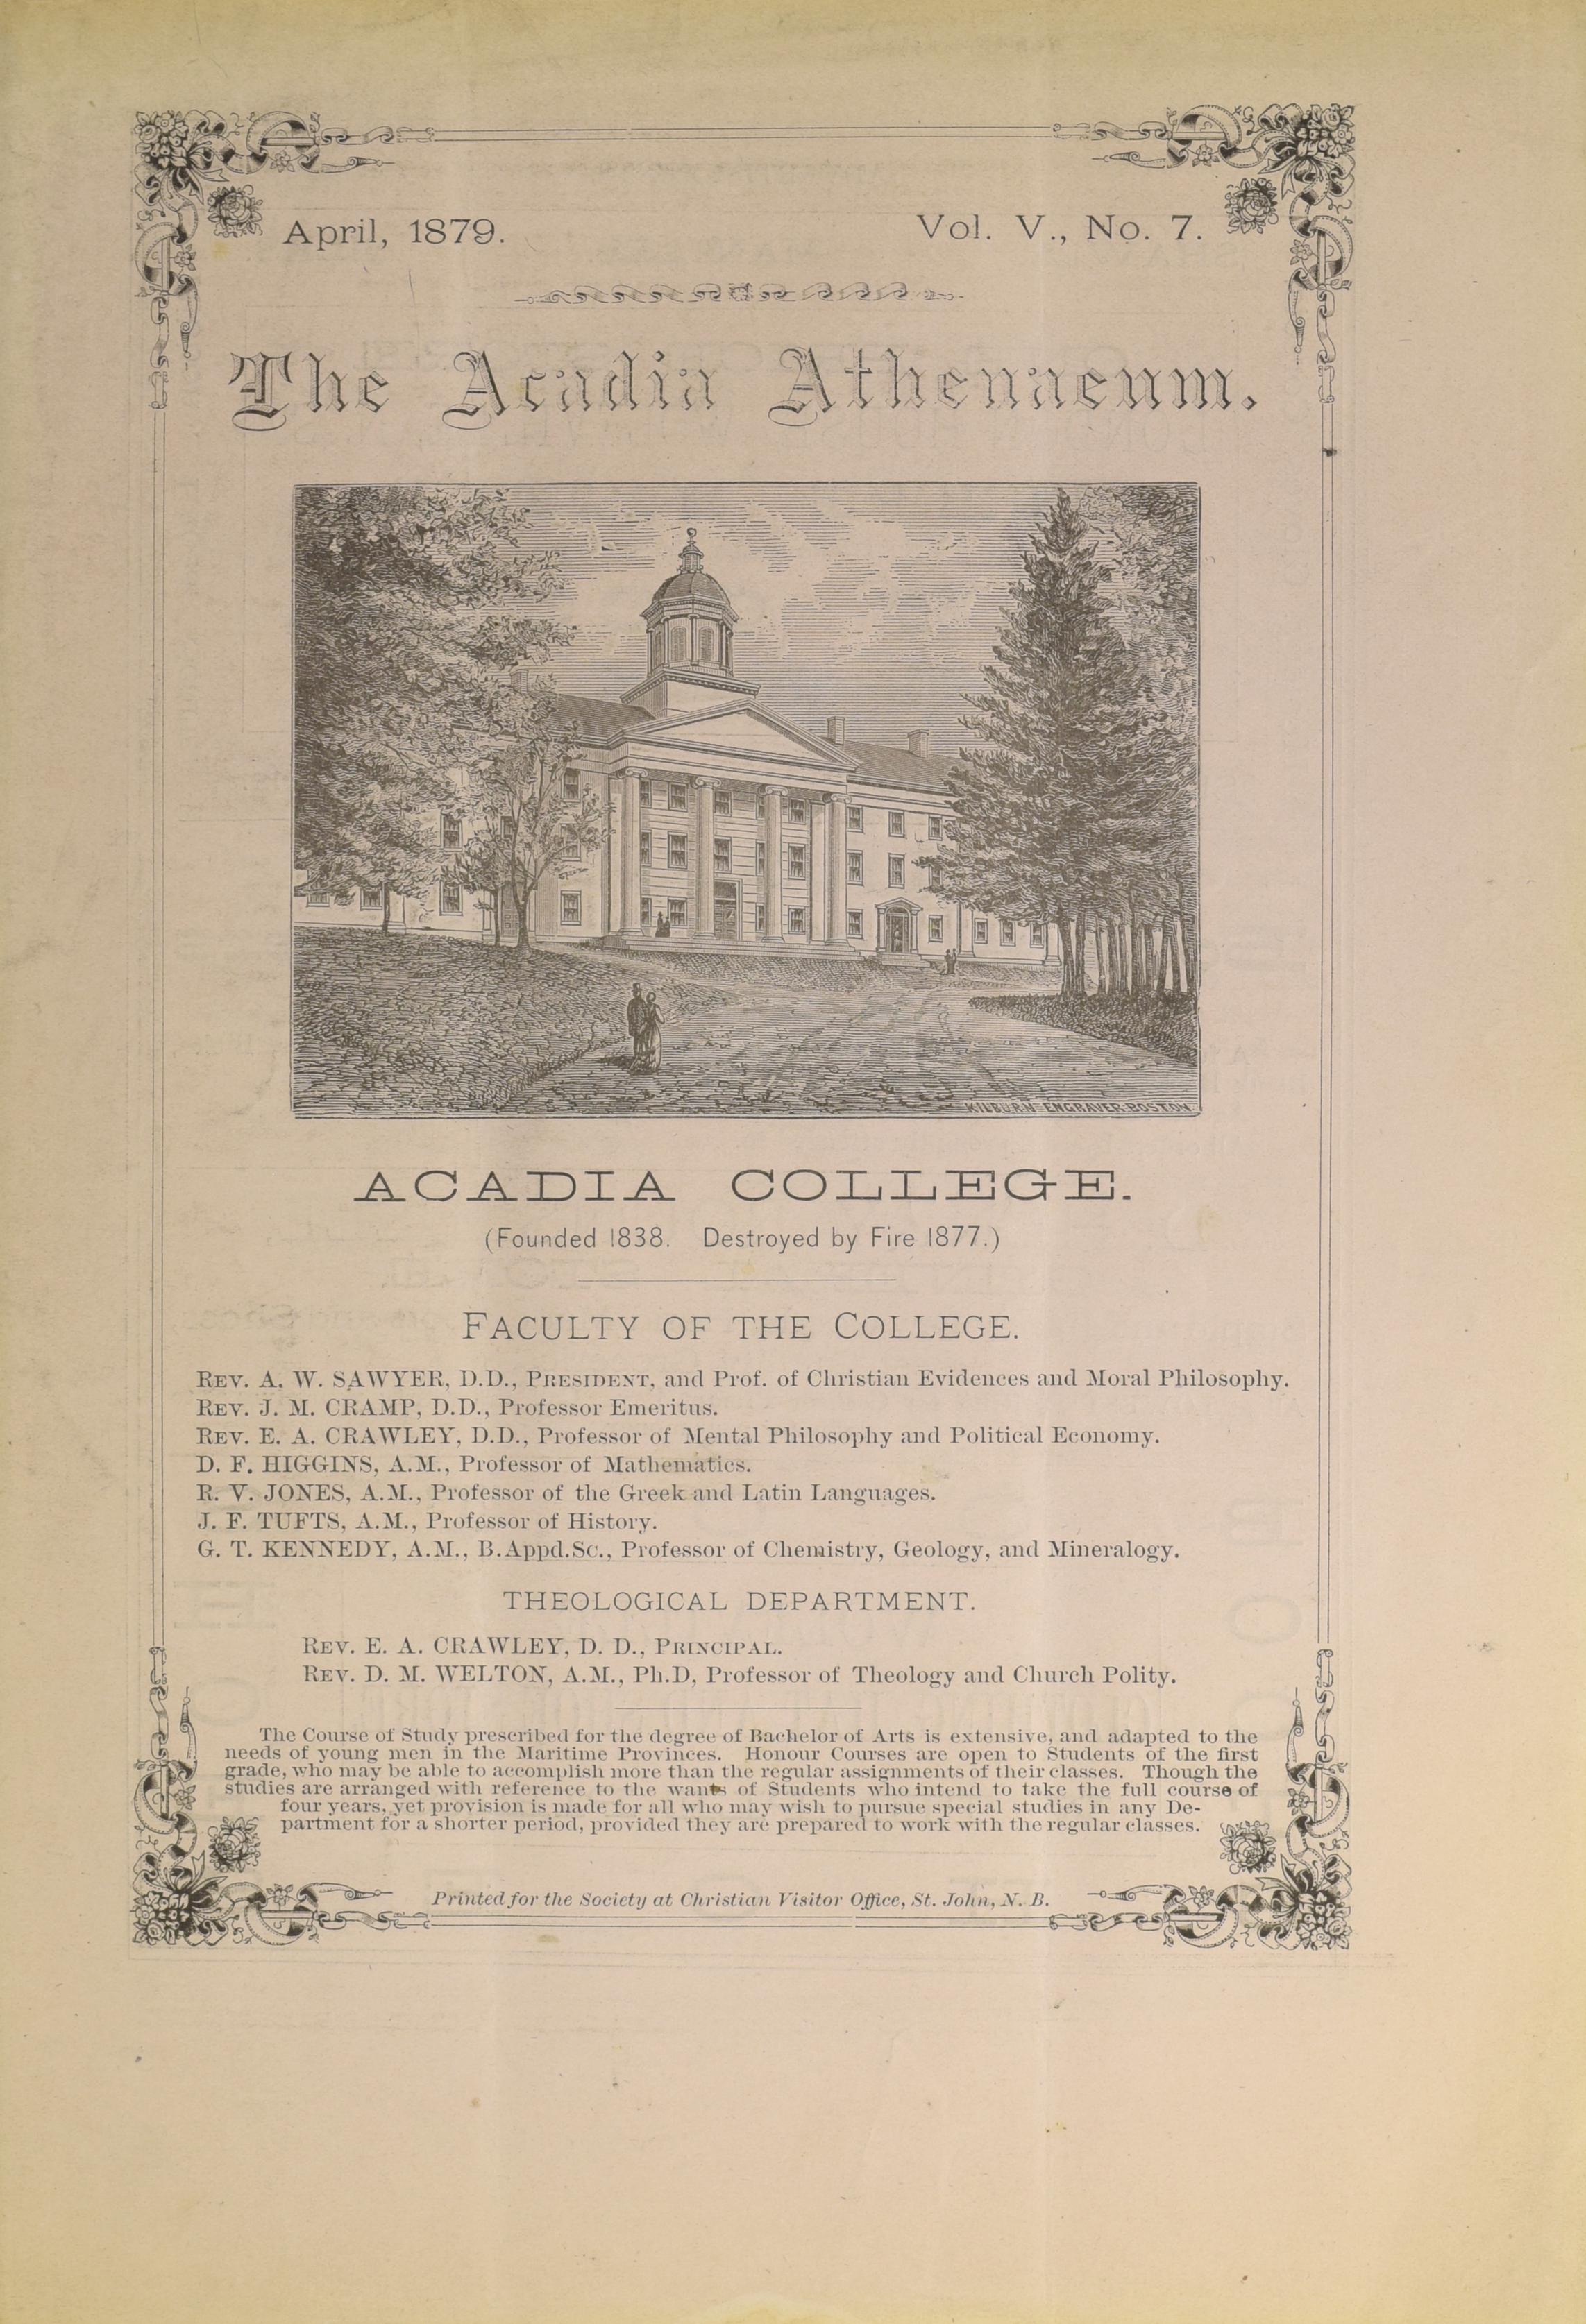 April, 1879.
Vol. V., No. 7.
The Acadia Athenaeum.
KILBURN ENGRAVER BOSTON.
ACADIA COLLEGE.
(Founded 1838. Destroyed by Fire 1877.)
FACULTY OF THE COLLEGE.
REV. A. W. SAWYER, D.D., PRESIDENT, and Prof. of Christian Evidences and Moral Philosophy.
REV. J. M. CRAMP, D.D., Professor Emeritus.
REV. E. A. CRAWLEY, D.D., Professor of Mental Philosophy and Political Economy.
D. F. HIGGINS, A.M., Professor of Mathematics.
R. V. JONES, A.M., Professor of the Greek and Latin Languages.
J. F. TUFTS, A.M., Professor of History.
G. T. KENNEDY, A.M., B.Appd.Sc., Professor of Chemistry, Geology, and Mineralogy.
THEOLOGICAL DEPARTMENT.
REV. E. A. CRAWLEY, D. D., PRINCIPAL.
REV. D. M. WELTON, A.M., Ph.D, Professor of Theology and Church Polity.
The Course of Study prescribed for the degree of Bachelor of Arts is extensive, and adapted to the
needs of young men in the Maritime Provinces. Honour Courses are open to Students of the first
grade, who may be able to accomplish more than the regular assignments of their classes. Though the
studies are arranged with reference to the wants of Students who intend to take the full course of
four years, yet provision is made for all who may wish to pursue special studies in any De-
partment for a shorter period, provided they are prepared to work with the regular classes.
Printed for the Society at Christian Visitor Office, St. John, N. B.